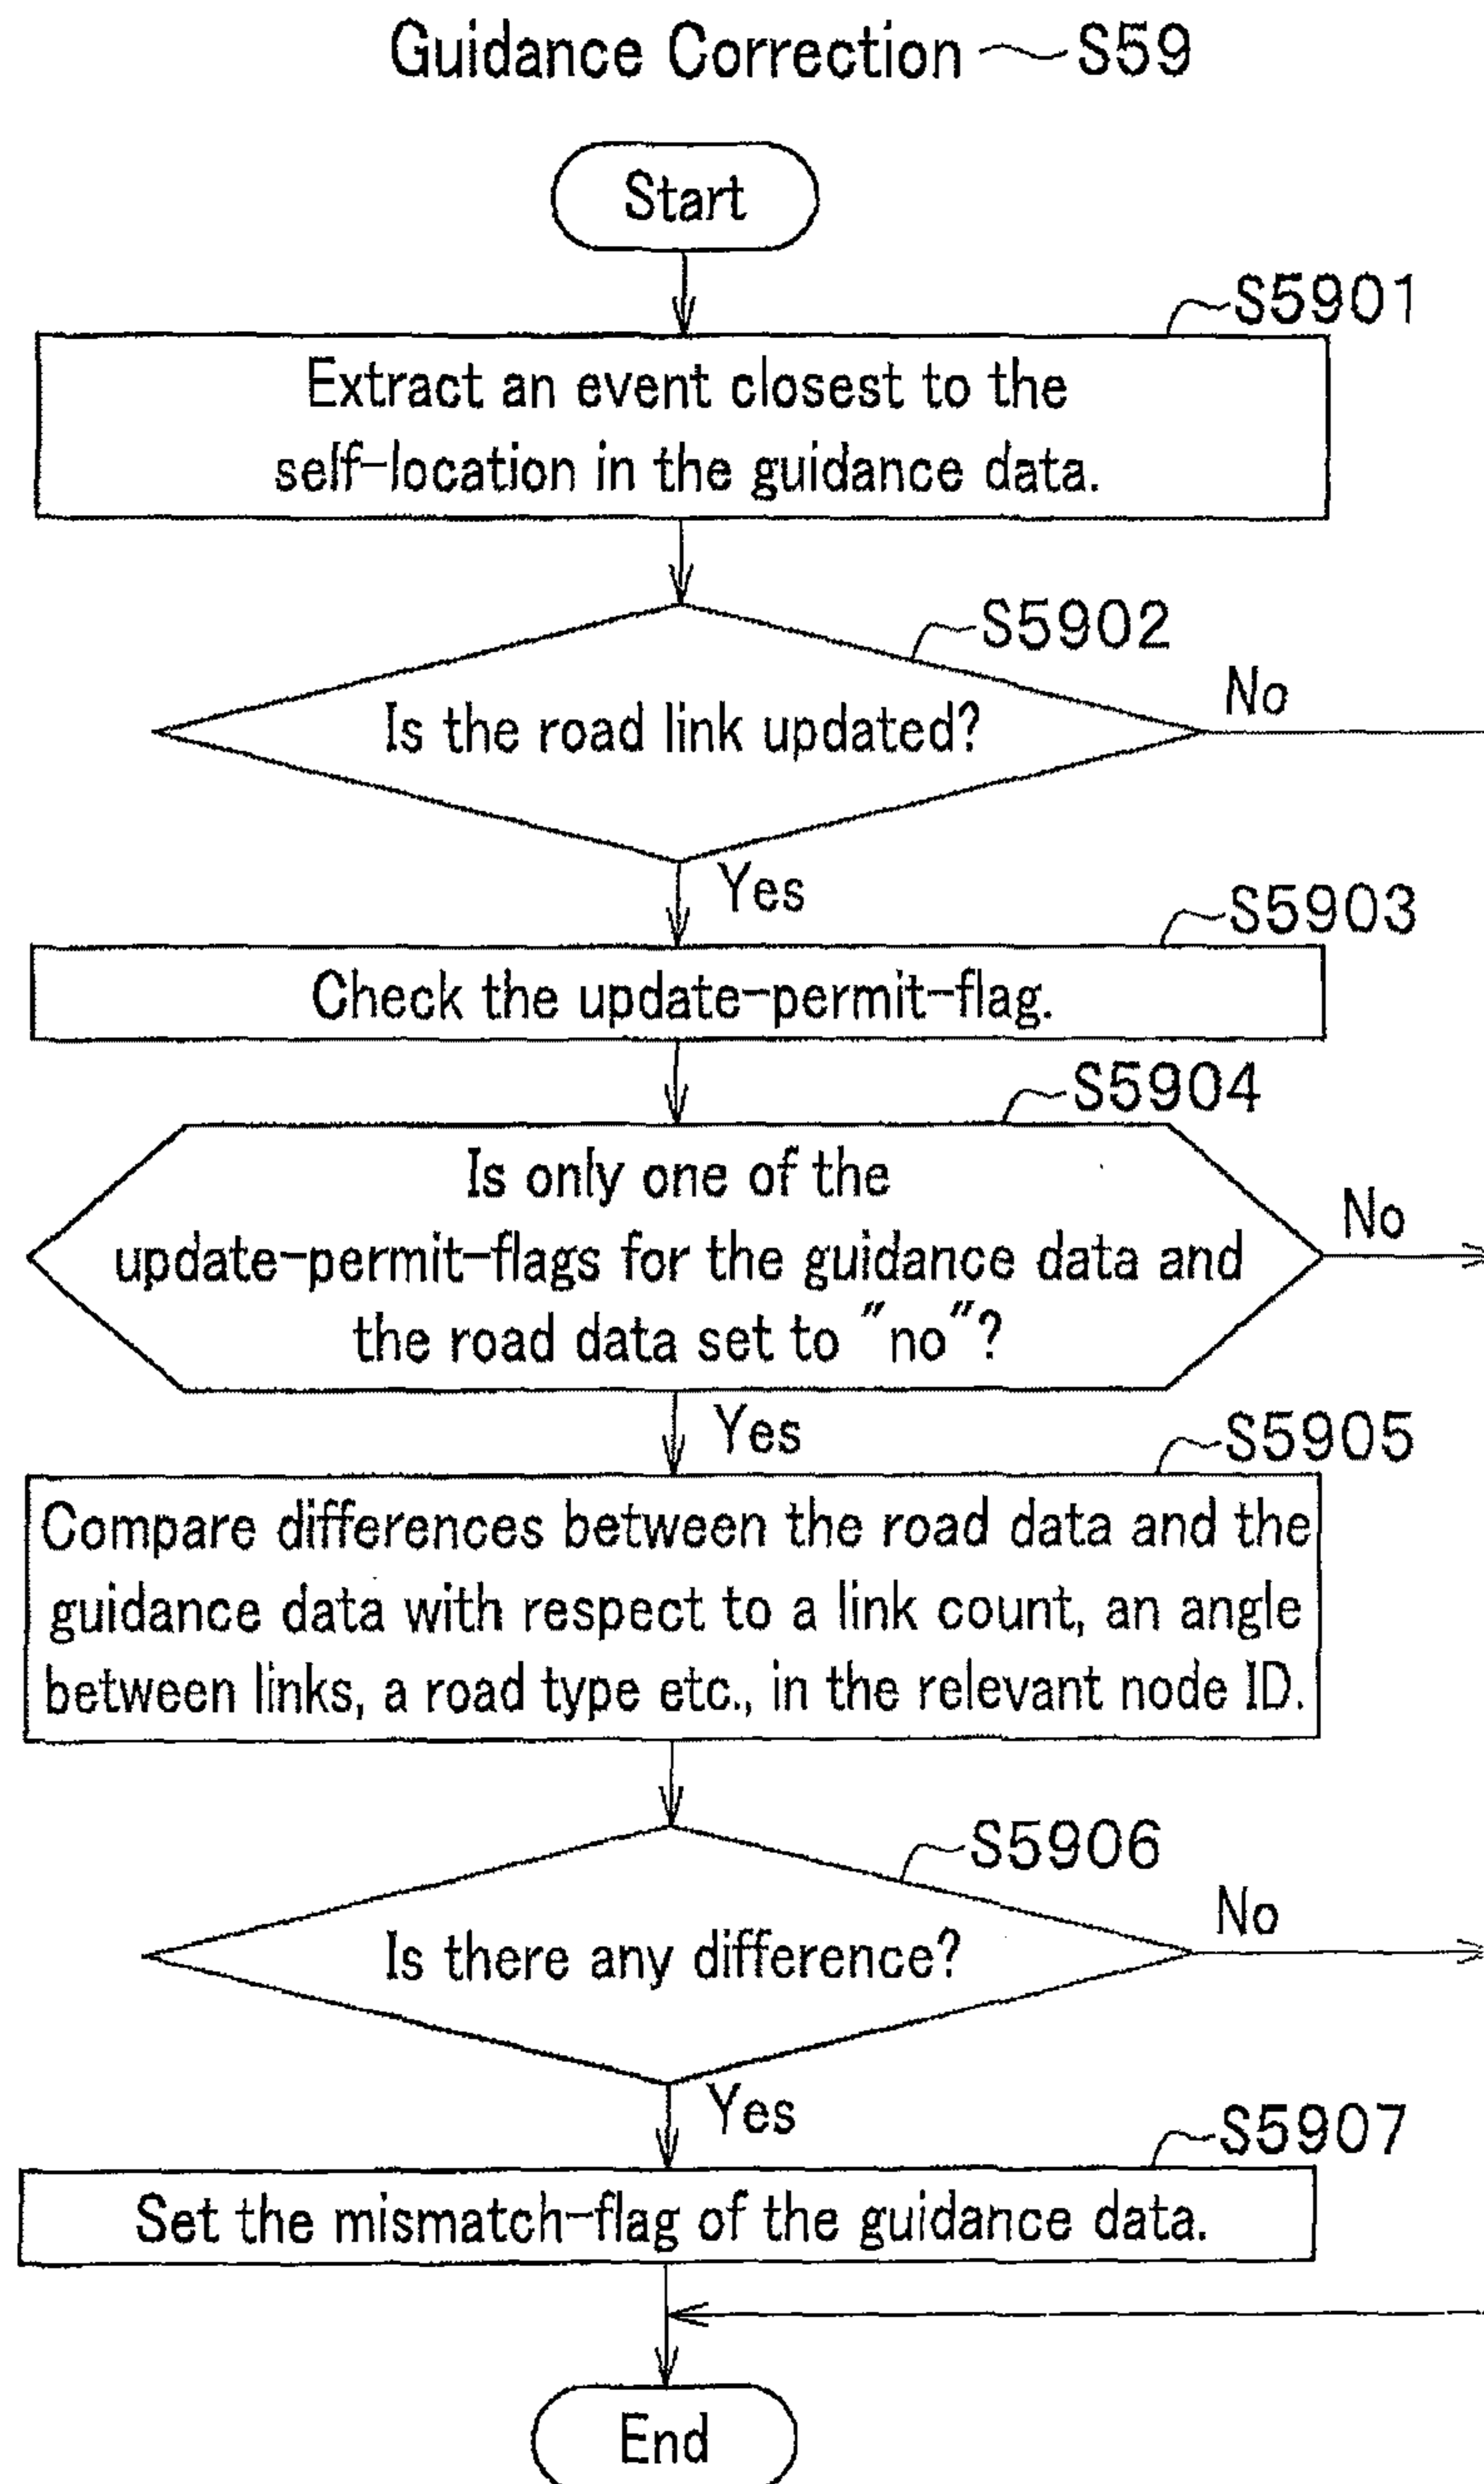 Guidance Correction S59
Start
S5901
Extract an event closest to the
self-location in the guidance data.
S5902
Is the road link updated?
No
Yes
S5903
Check the update-permit-flag.
S5904
Is only one of the
update-permit-flags for the guidance data and
the road data set to "no"?
No
Yes
S5905
Compare differences between the road data and the
guidance data with respect to a link count, an angle
between links, a road type etc., in the relevant node ID.
S5906
Is there any difference?
No
Yes
S5907
Set the mismatch-flag of the guidance data.
End